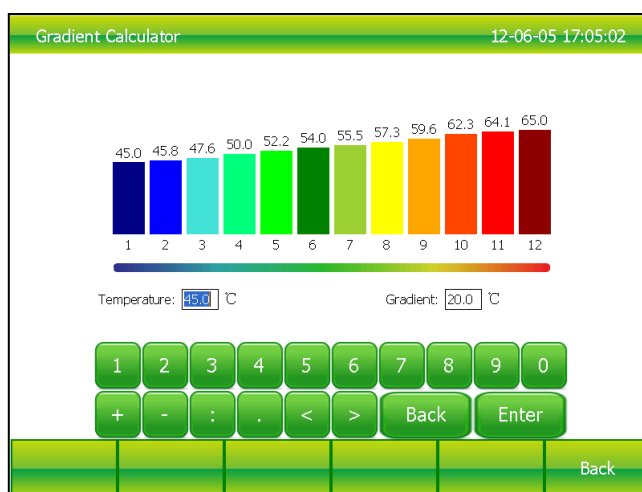 Gradient Calculator 12-06-05 17:05:02
45.0 45.8 47.6 50.0 52.2 54.0 55.5 57.3 59.6 62.3 64.1 65.0
1 2 3 4 5 6 7 8 9 10 11 12
Temperature: 45.0 ℃ Gradient: 20.0 ℃
1 2 3 4 5 6 7 8 9 0
+ - : . < > Back Enter
Back